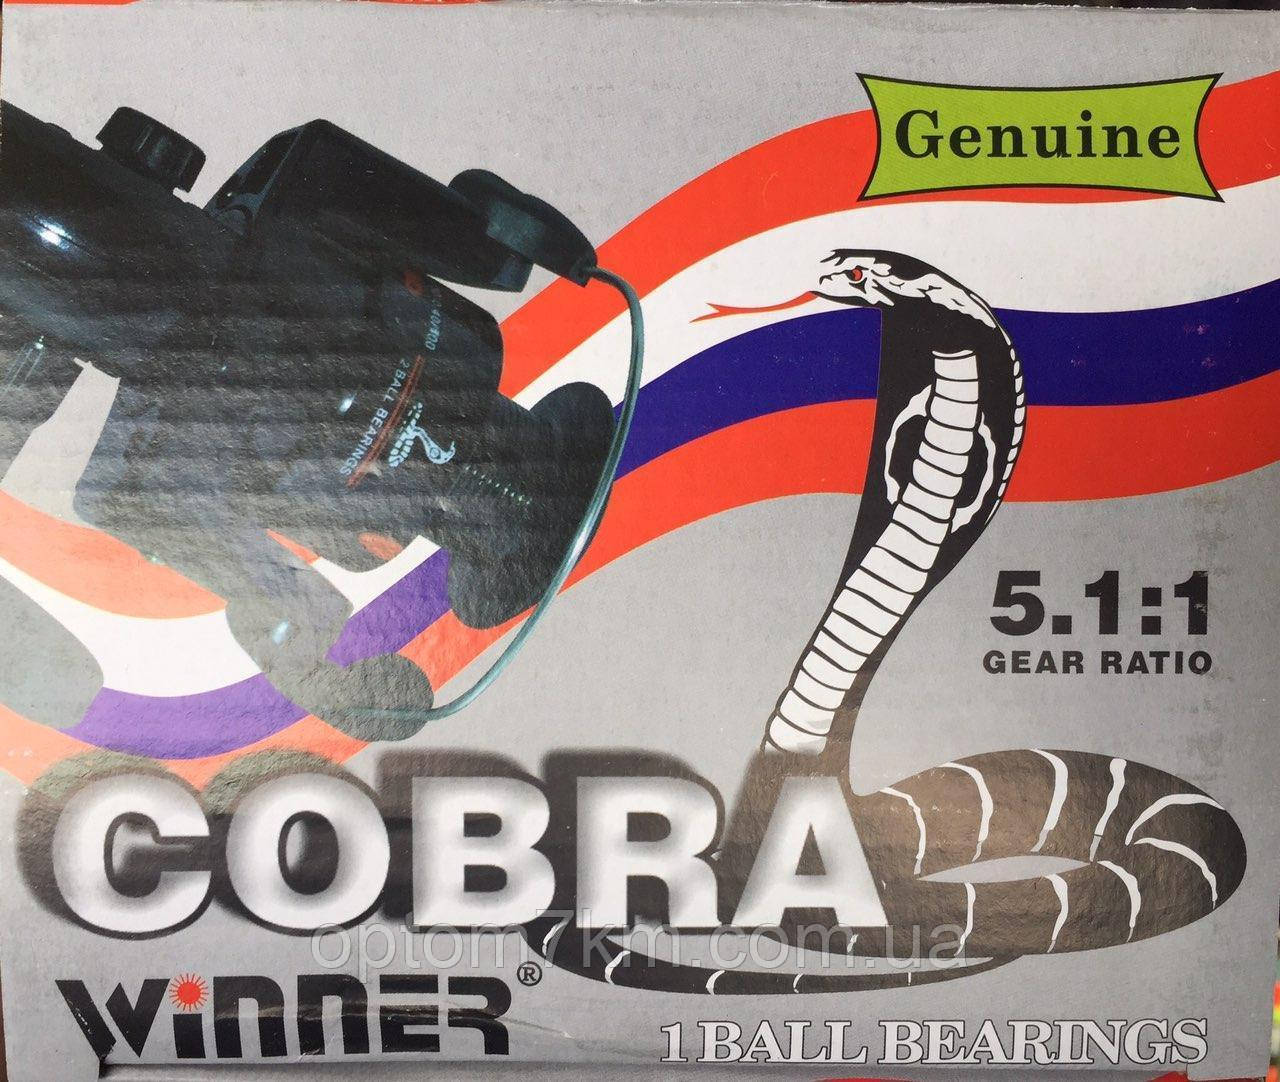 Genuine
2 BALL BEARINGS
5.1:1
GEAR RATIO
COBRA
optom7km.com.ua
WINNER®
1 BALL BEARINGS